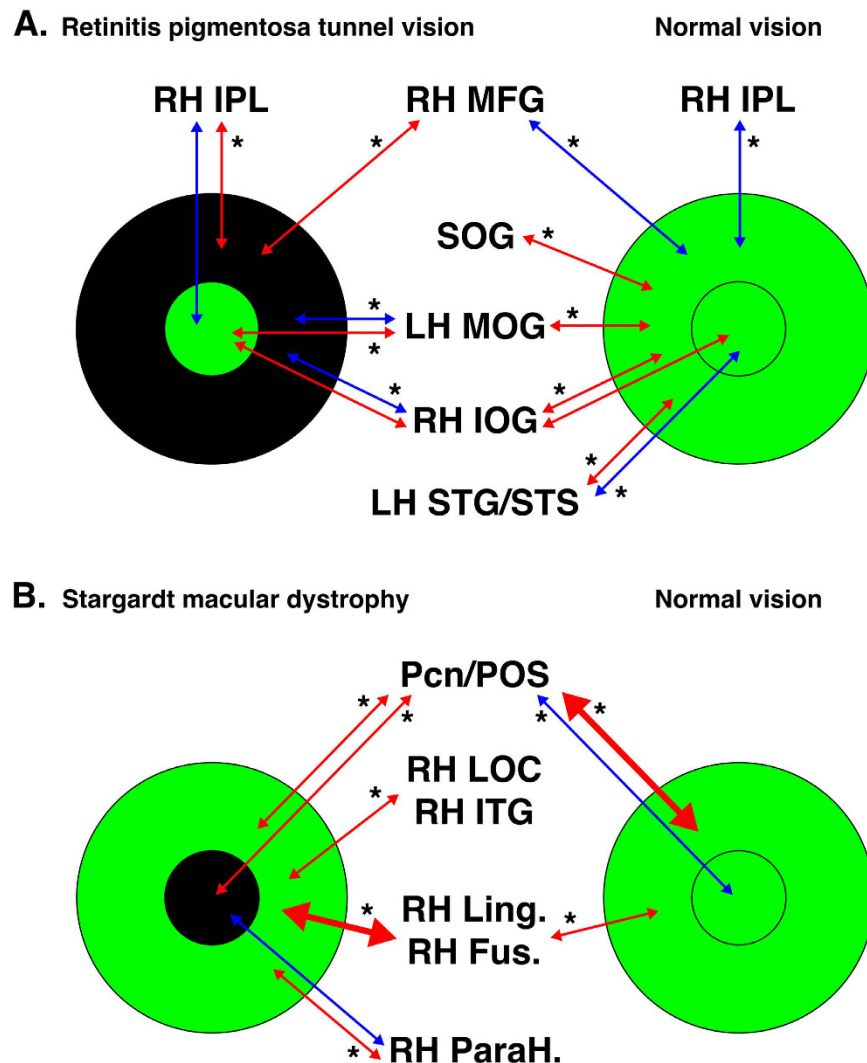 A. Retinitis pigmentosa tunnel vision Normal vision
RH IPL RH MFG RH IPL
* * * *
SOG *
* LH MOG *
*
* RH IOG *
* *
LH STG/STS
B. Stargardt macular dystrophy Normal vision
Pcn/POS
* * * *
RH LOC
* RH ITG
* RH Ling. *
RH Fus.
* RH ParaH.